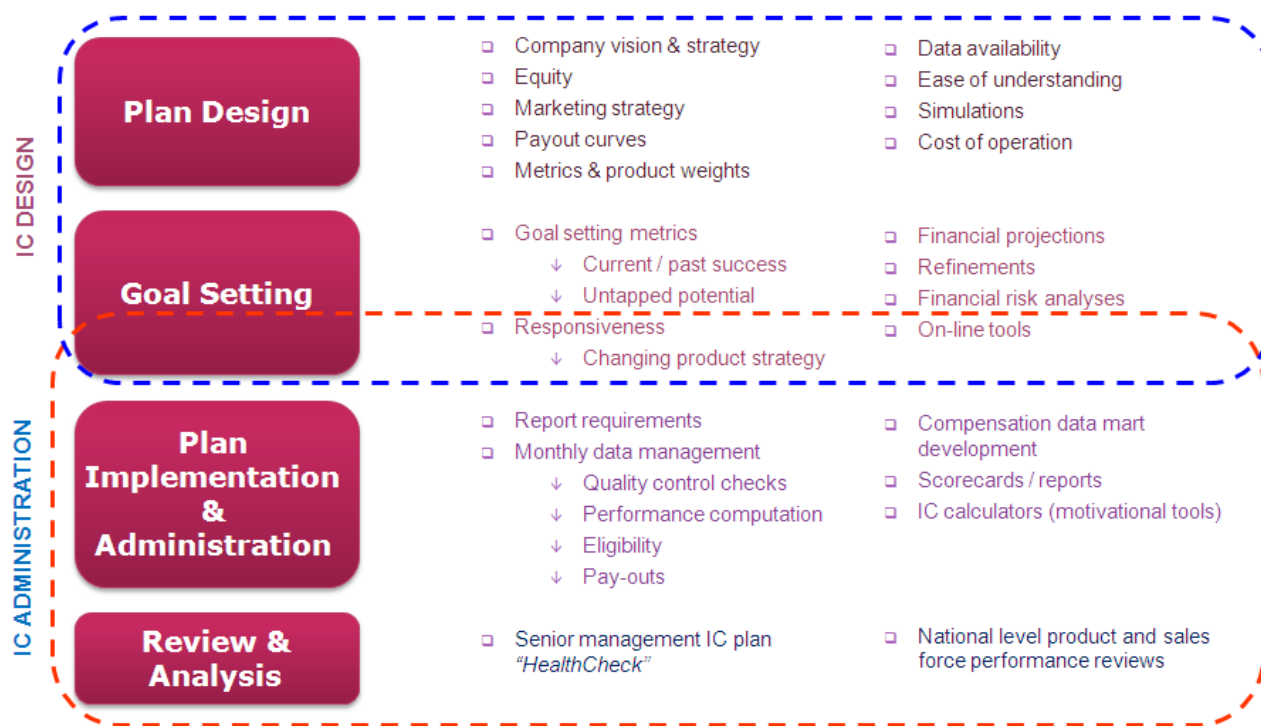 IC DESIGN
Plan Design
Company vision & strategy
Equity
Marketing strategy
Payout curves
Metrics & product weights
Data availability
Ease of understanding
Simulations
Cost of operation
Goal Setting
Goal setting metrics
Current / past success
Untapped potential
Responsiveness
Changing product strategy
Financial projections
Refinements
Financial risk analyses
On-line tools
IC ADMINISTRATION
Plan
Implementation
&
Administration
Report requirements
Monthly data management
Quality control checks
Performance computation
Eligibility
Pay-outs
Compensation data mart
development
Scorecards / reports
IC calculators (motivational tools)
Review &
Analysis
Senior management IC plan
“HealthCheck”
National level product and sales
force performance reviews